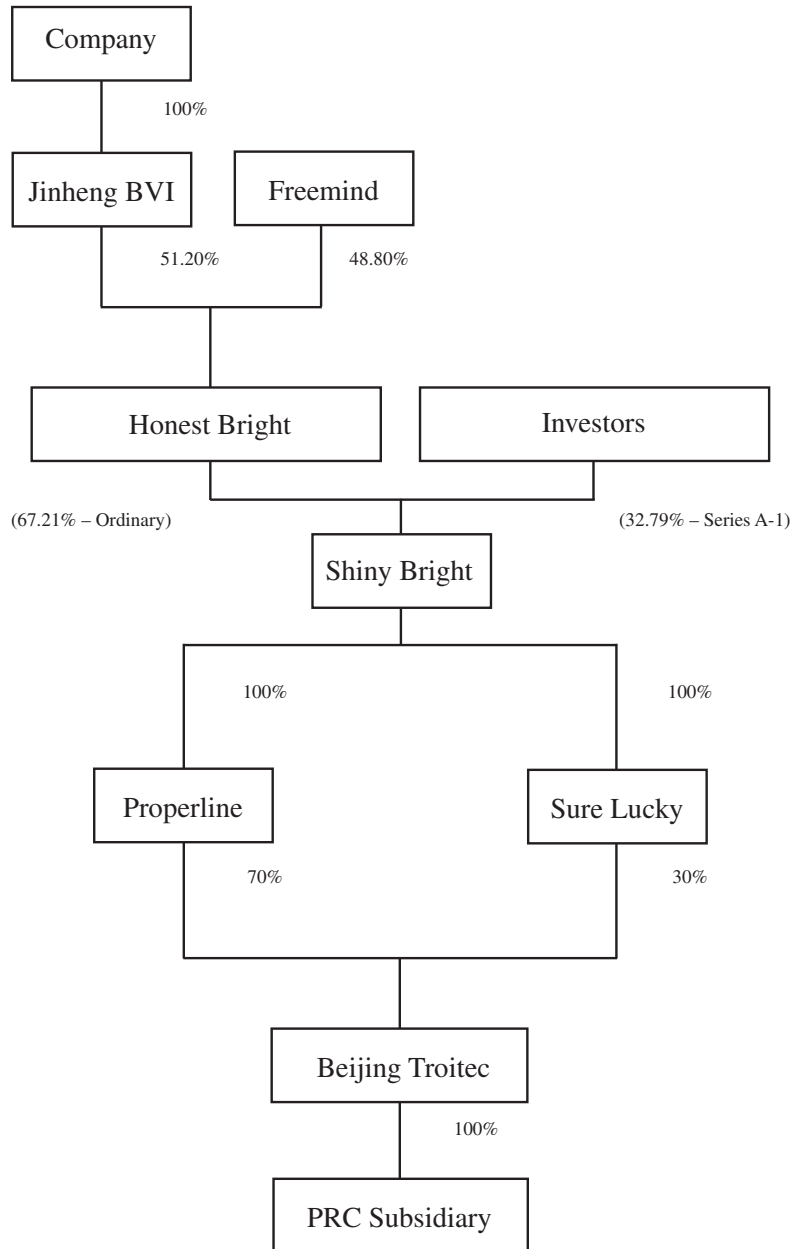 Company
100%
Jinheng BVI
Freemind
51.20%
48.80%
Honest Bright
Investors
(67.21% – Ordinary)
(32.79% – Series A-1)
Shiny Bright
100%
100%
Properline
Sure Lucky
70%
30%
Beijing Troitec
100%
PRC Subsidiary